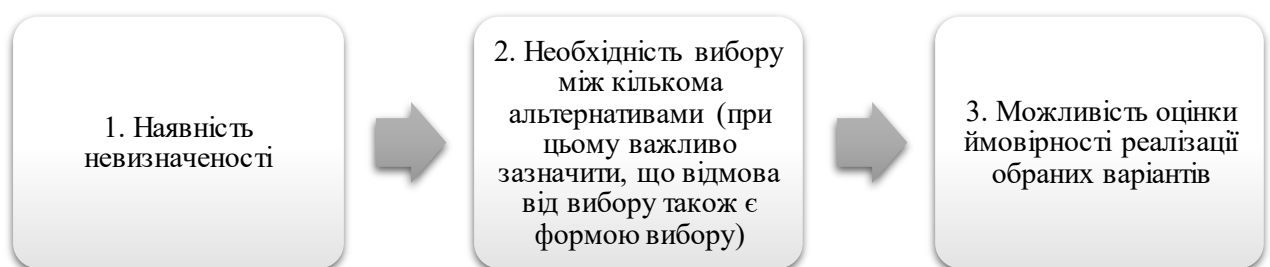 1. Наявність
невизначеності
2. Необхідність вибору
між кількома
альтернативами (при
цьому важливо
зазначити, що відмова
від вибору також є
формою вибору)
3. Можливість оцінки
ймовірності реалізації
обраних варіантів